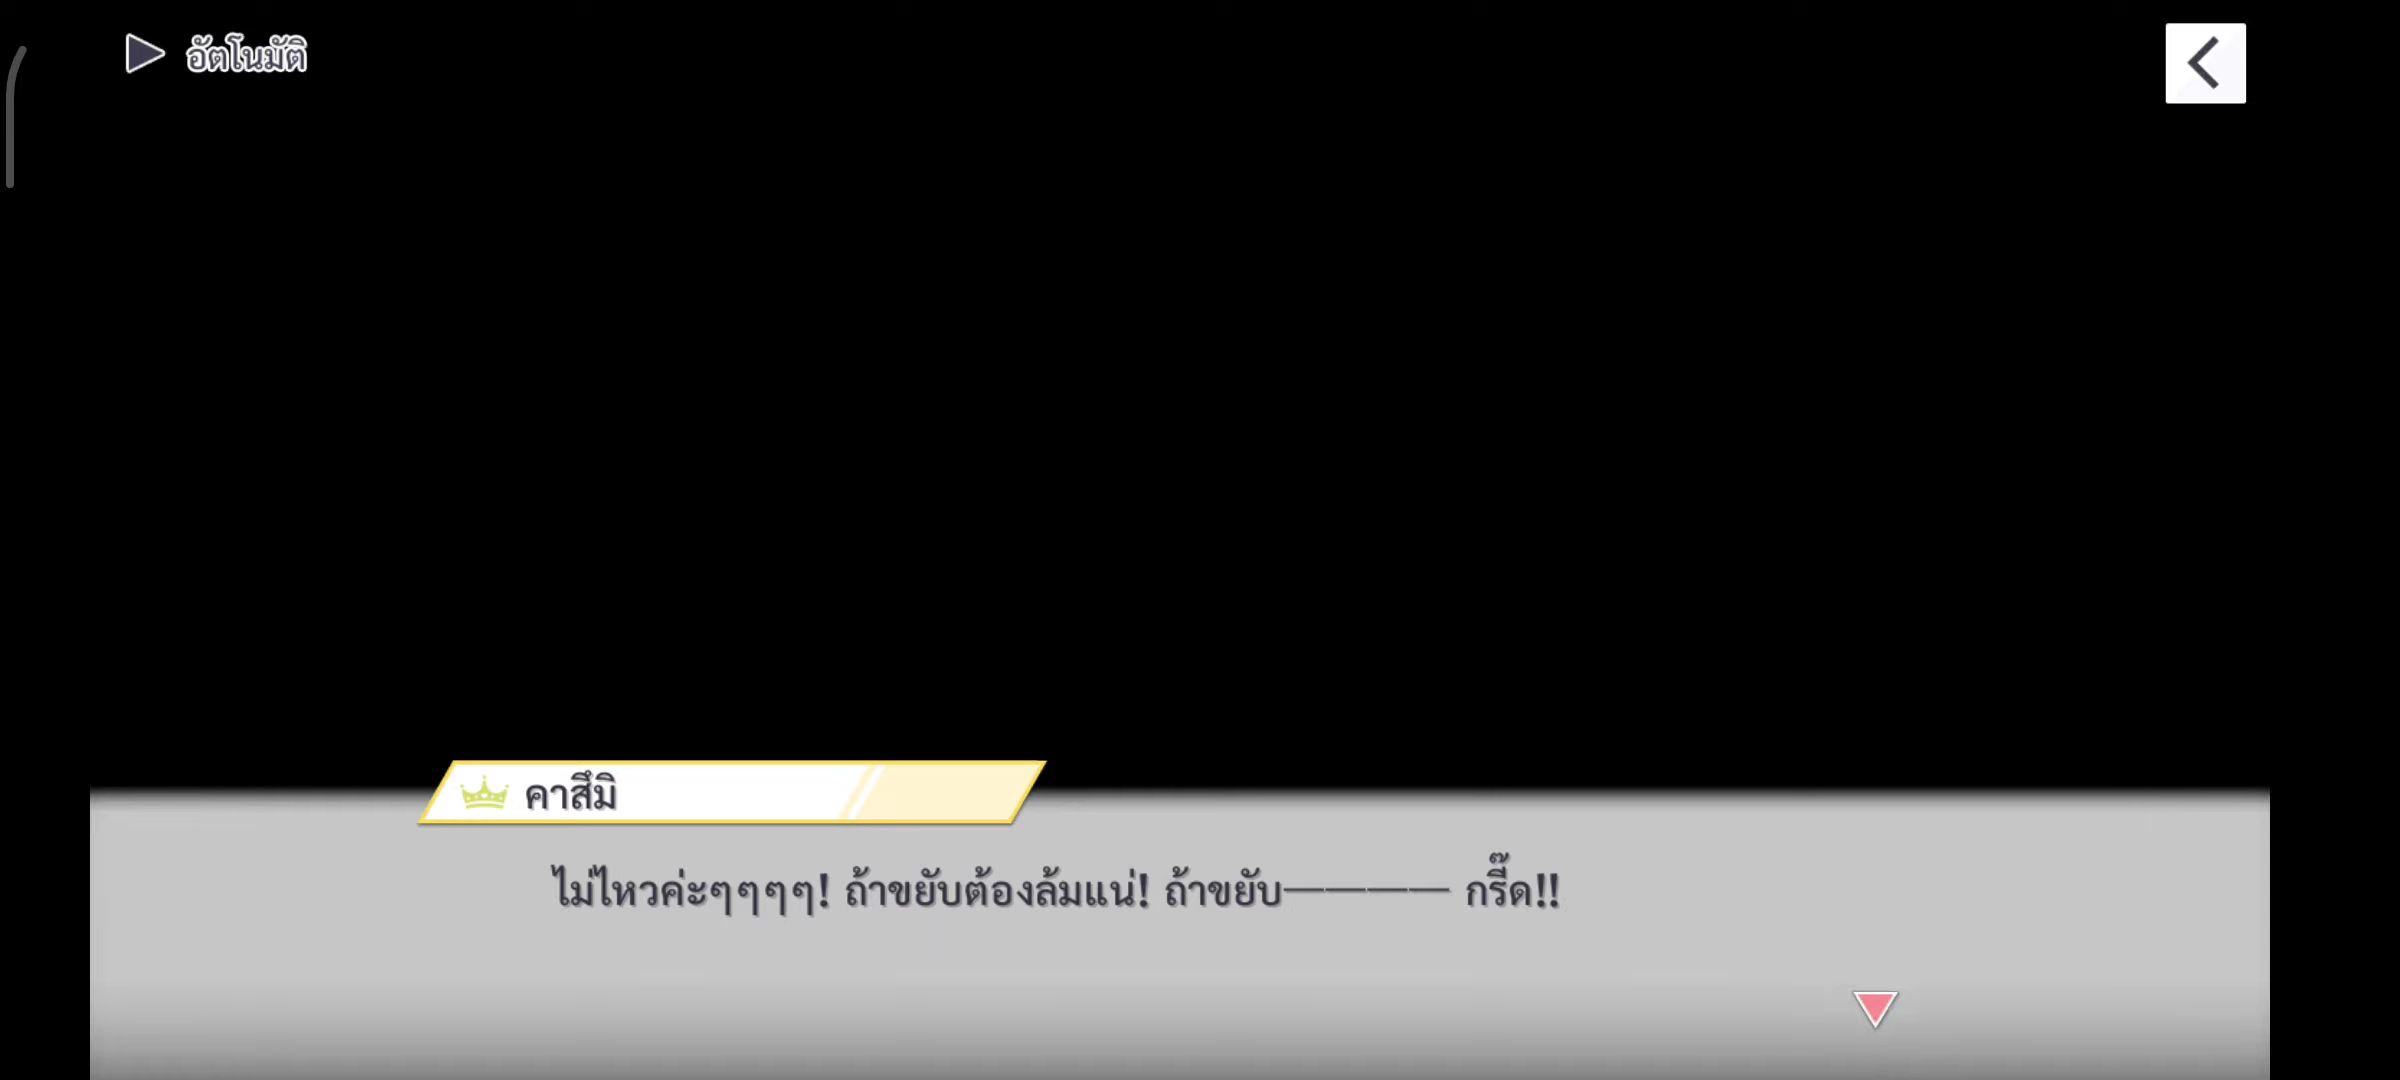 อัตโนมัติ
คาสึมิ
ไม่ไหวค่ะๆๆๆๆ! ถ้าขยับต้องล้มแน่! ถ้าขยับ———— กรี๊ด!!